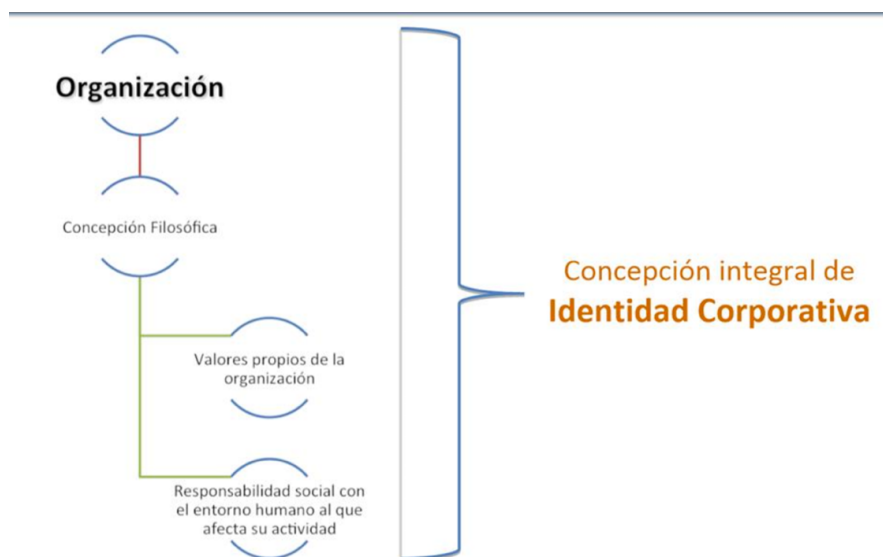 Organización
Concepción Filosófica
Valores propios de la
organización
Responsabilidad social con
el entorno humano al que
afecta su actividad
Concepción integral de
Identidad Corporativa